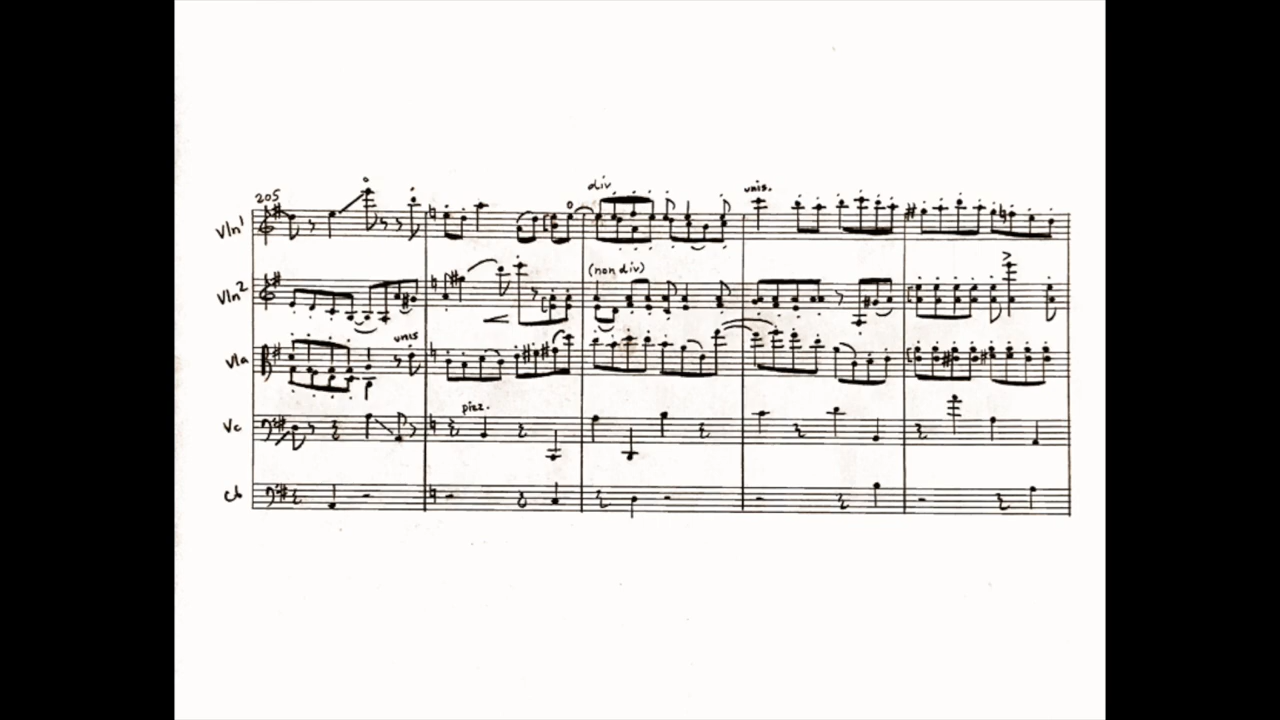 205
div
unis.
Vln1
(non div)
Vln2
unis
Vla
pizz.
Vc
Cb